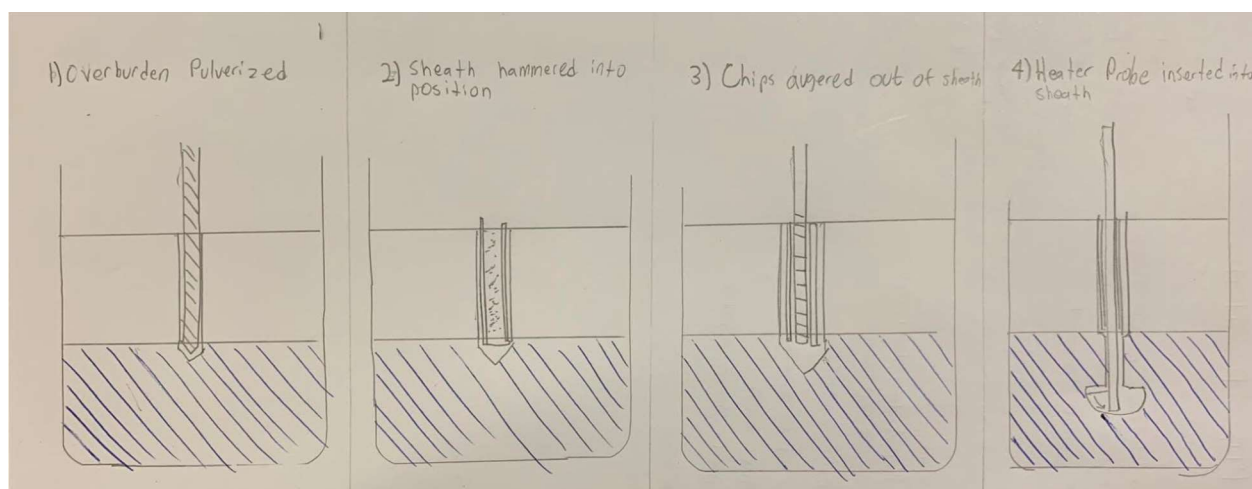 1) Overburden Pulverized
2) Sheath hammered into
position
3) Chips augered out of sheath
4) Heater Probe inserted into
sheath